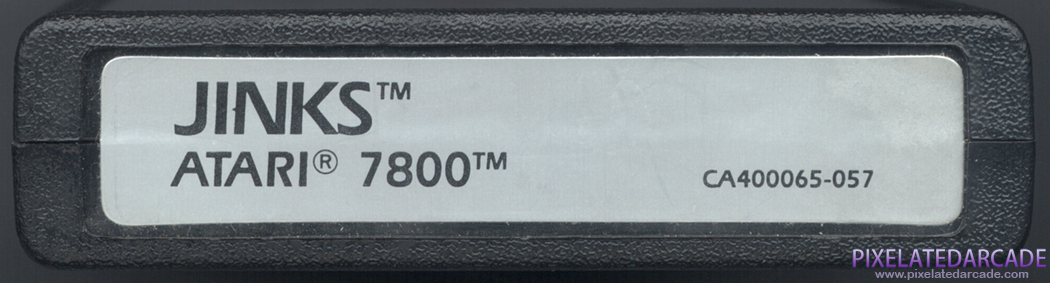 JINKS™
ATARI® 7800™
CA400065-057
PIXELATEDARCADE
www.pixelatedarcade.com